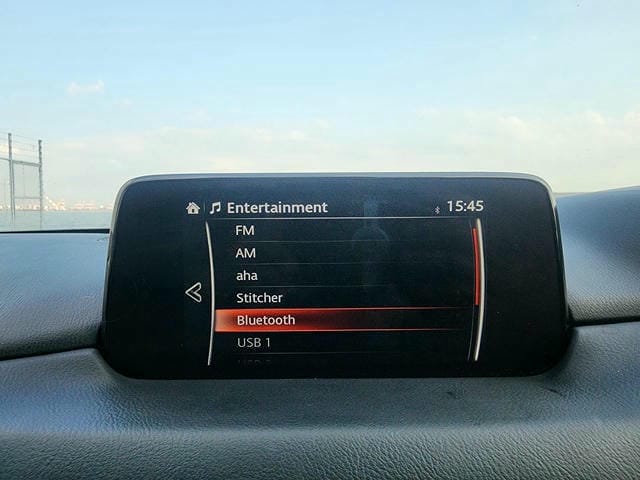 Entertainment 15:45
FM
AM
aha
Stitcher
Bluetooth
USB 1